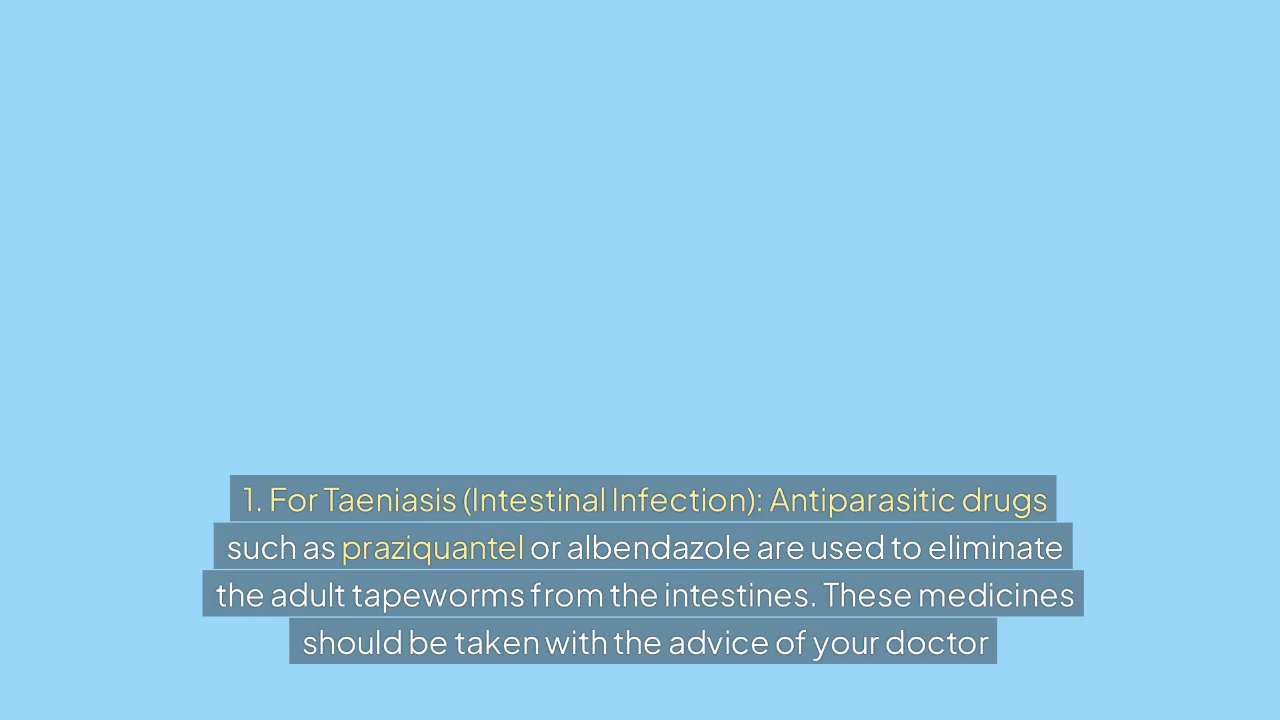 1. For Taeniasis (Intestinal Infection): Antiparasitic drugs
such as praziquantel or albendazole are used to eliminate
the adult tapeworms from the intestines. These medicines
should be taken with the advice of your doctor